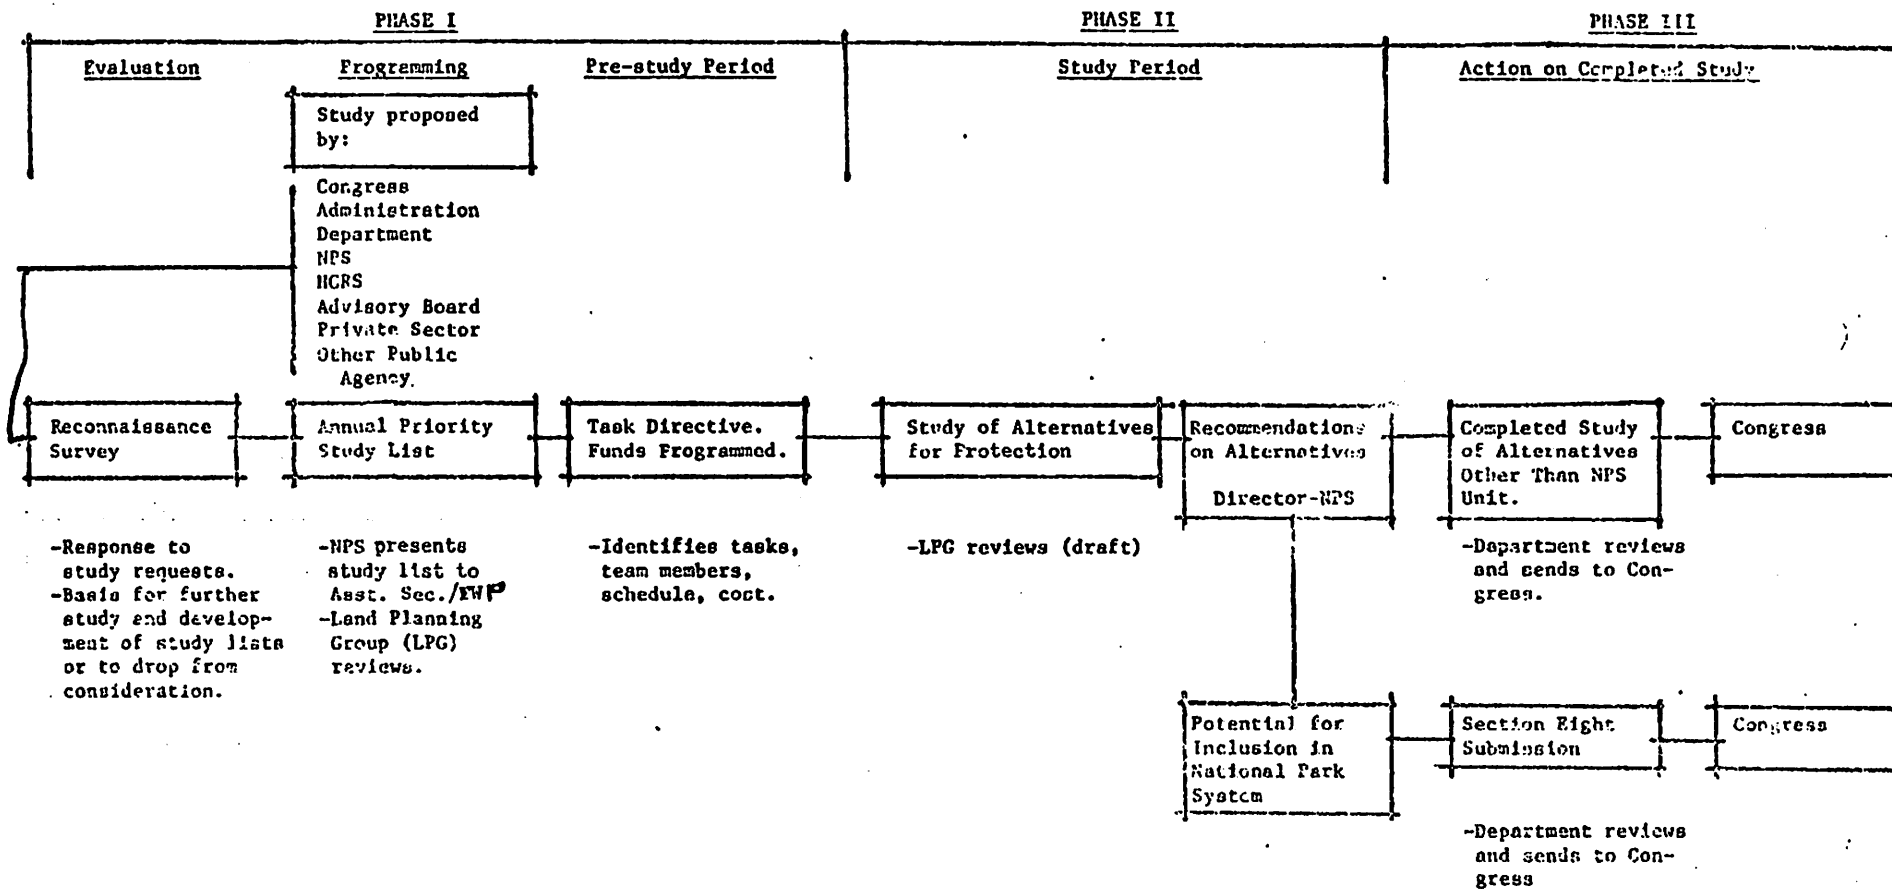 PHASE I
PHASE II
PHASE III
Evaluation
Programming
Pre-study Period
Study Period
Action on Completed Study
Study proposed
by:
Congress
Administration
Department
NPS
HCRS
Advisory Board
Private Sector
Other Public
Agency.
Reconnaissance
Survey
Annual Priority
Study List
Task Directive.
Funds Programmed.
Study of Alternatives
for Protection
Recommendations
on Alternatives
Director-NPS
Completed Study
of Alternatives
Other Than NPS
Unit.
Congress
-Response to
study requests.
-Basis for further
study and develop-
ment of study lists
or to drop from
consideration.
-NPS presents
study list to
Asst. Sec./FWP
-Land Planning
Group (LPG)
reviews.
-Identifies tasks,
team members,
schedule, cost.
-LPG reviews (draft)
-Department reviews
and sends to Con-
gress.
Potential for
Inclusion in
National Park
System
Section Eight
Submission
Congress
-Department reviews
and sends to Con-
gress